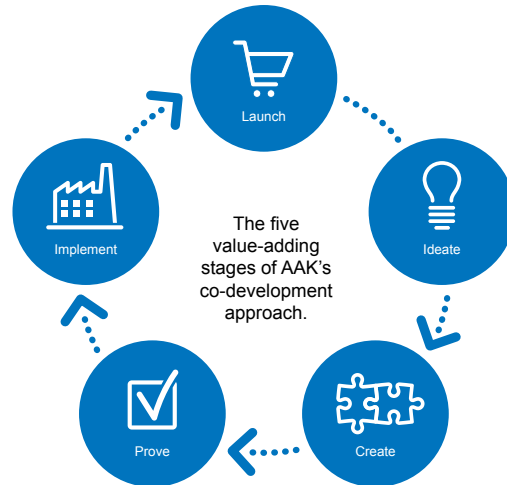 Launch
Ideate
Implement
The five
value-adding
stages of AAK's
co-development
approach.
Prove
Create